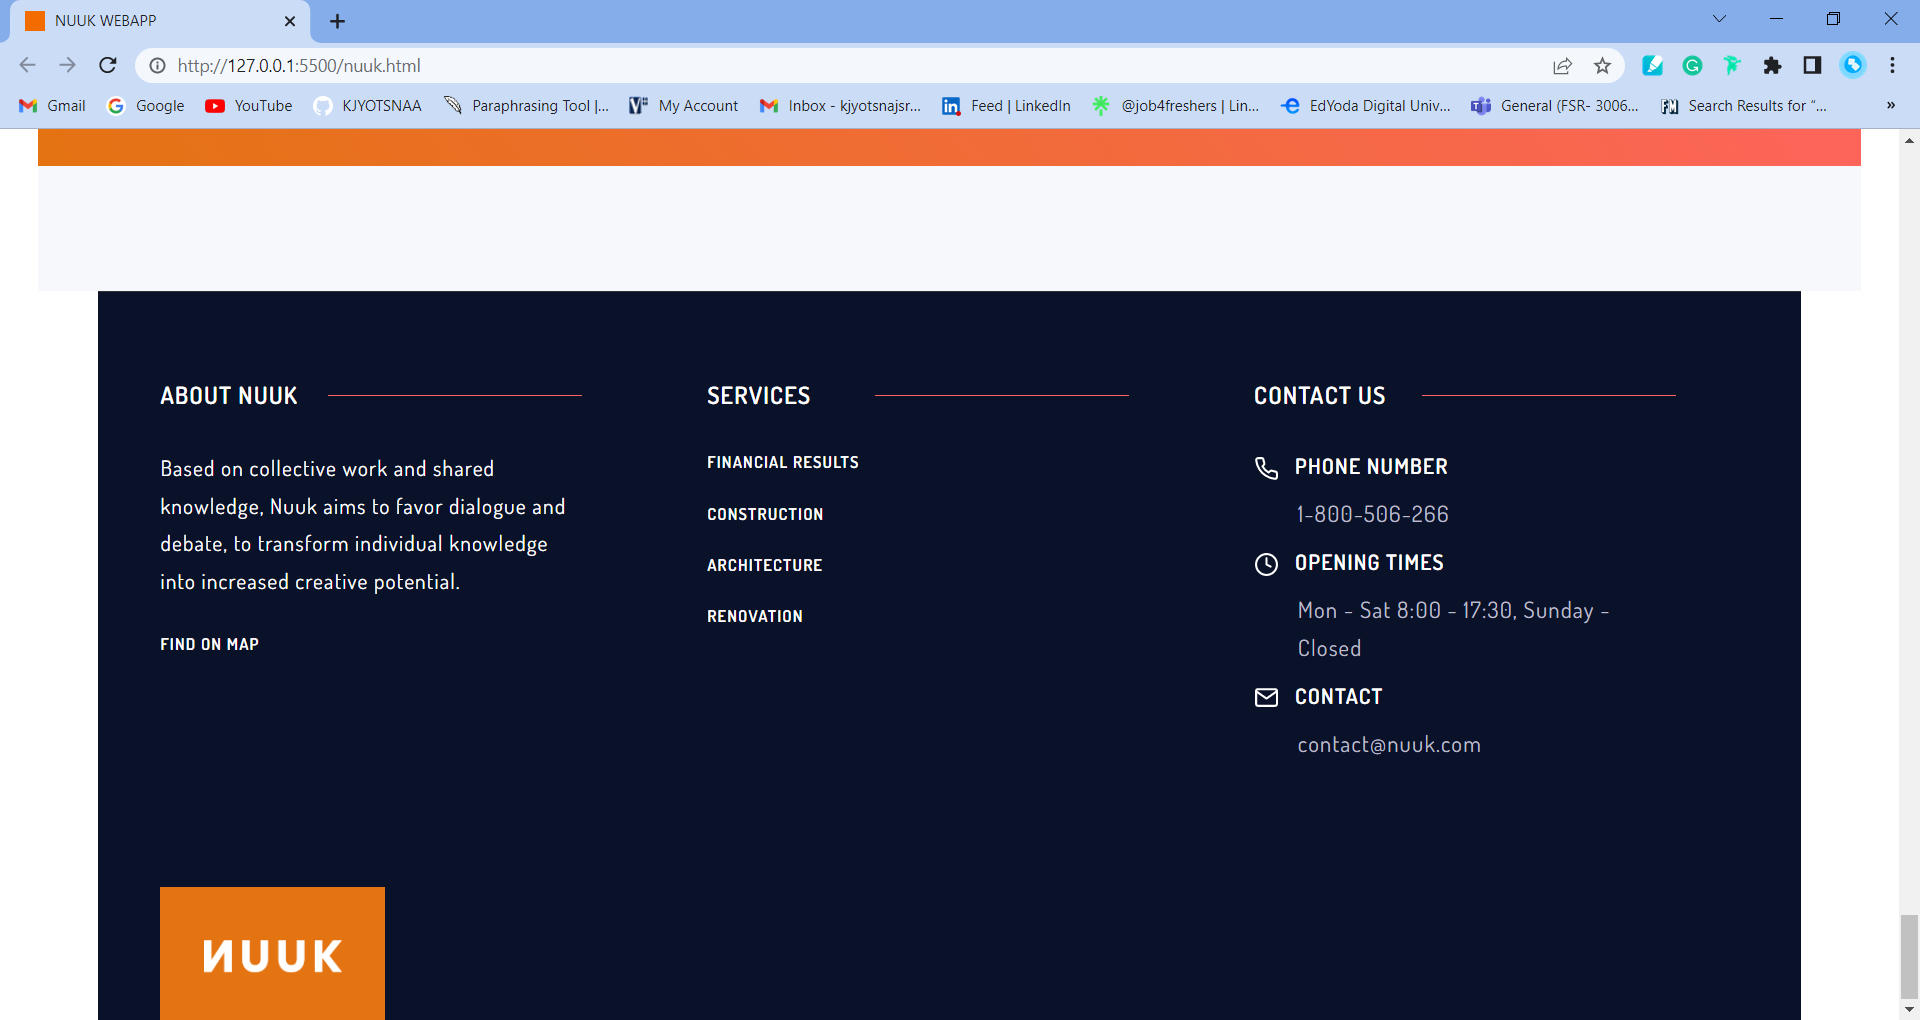 NUUK WEBAPP
http://127.0.0.1:5500/nuuk.html
Gmail
Google
YouTube
KJYOTSNAA
Paraphrasing Tool |...
My Account
Inbox - kjyotsnajsr...
Feed | LinkedIn
@job4freshers | Lin...
EdYoda Digital Univ...
General (FSR- 3006...
Search Results for “...
»
ABOUT NUUK
Based on collective work and shared
knowledge, Nuuk aims to favor dialogue and
debate, to transform individual knowledge
into increased creative potential.
FIND ON MAP
SERVICES
FINANCIAL RESULTS
CONSTRUCTION
ARCHITECTURE
RENOVATION
CONTACT US
PHONE NUMBER
1-800-506-266
OPENING TIMES
Mon - Sat 8:00 - 17:30, Sunday -
Closed
CONTACT
contact@nuuk.com
NUUK